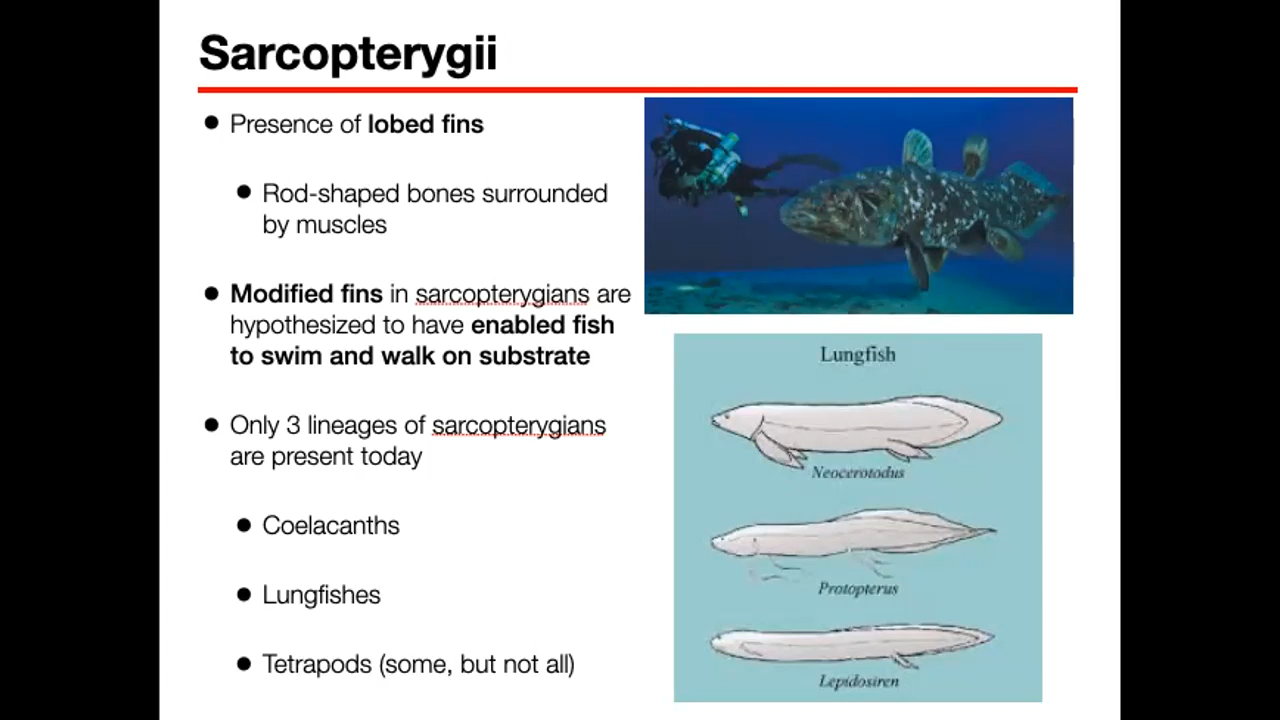 Sarcopterygii
● Presence of lobed fins
● Rod-shaped bones surrounded
by muscles
● Modified fins in sarcopterygians are
hypothesized to have enabled fish
to swim and walk on substrate
● Only 3 lineages of sarcopterygians
are present today
● Coelacanths
● Lungfishes
● Tetrapods (some, but not all)
Lungfish
Neocerotodus
Protopterus
Lepidosiren